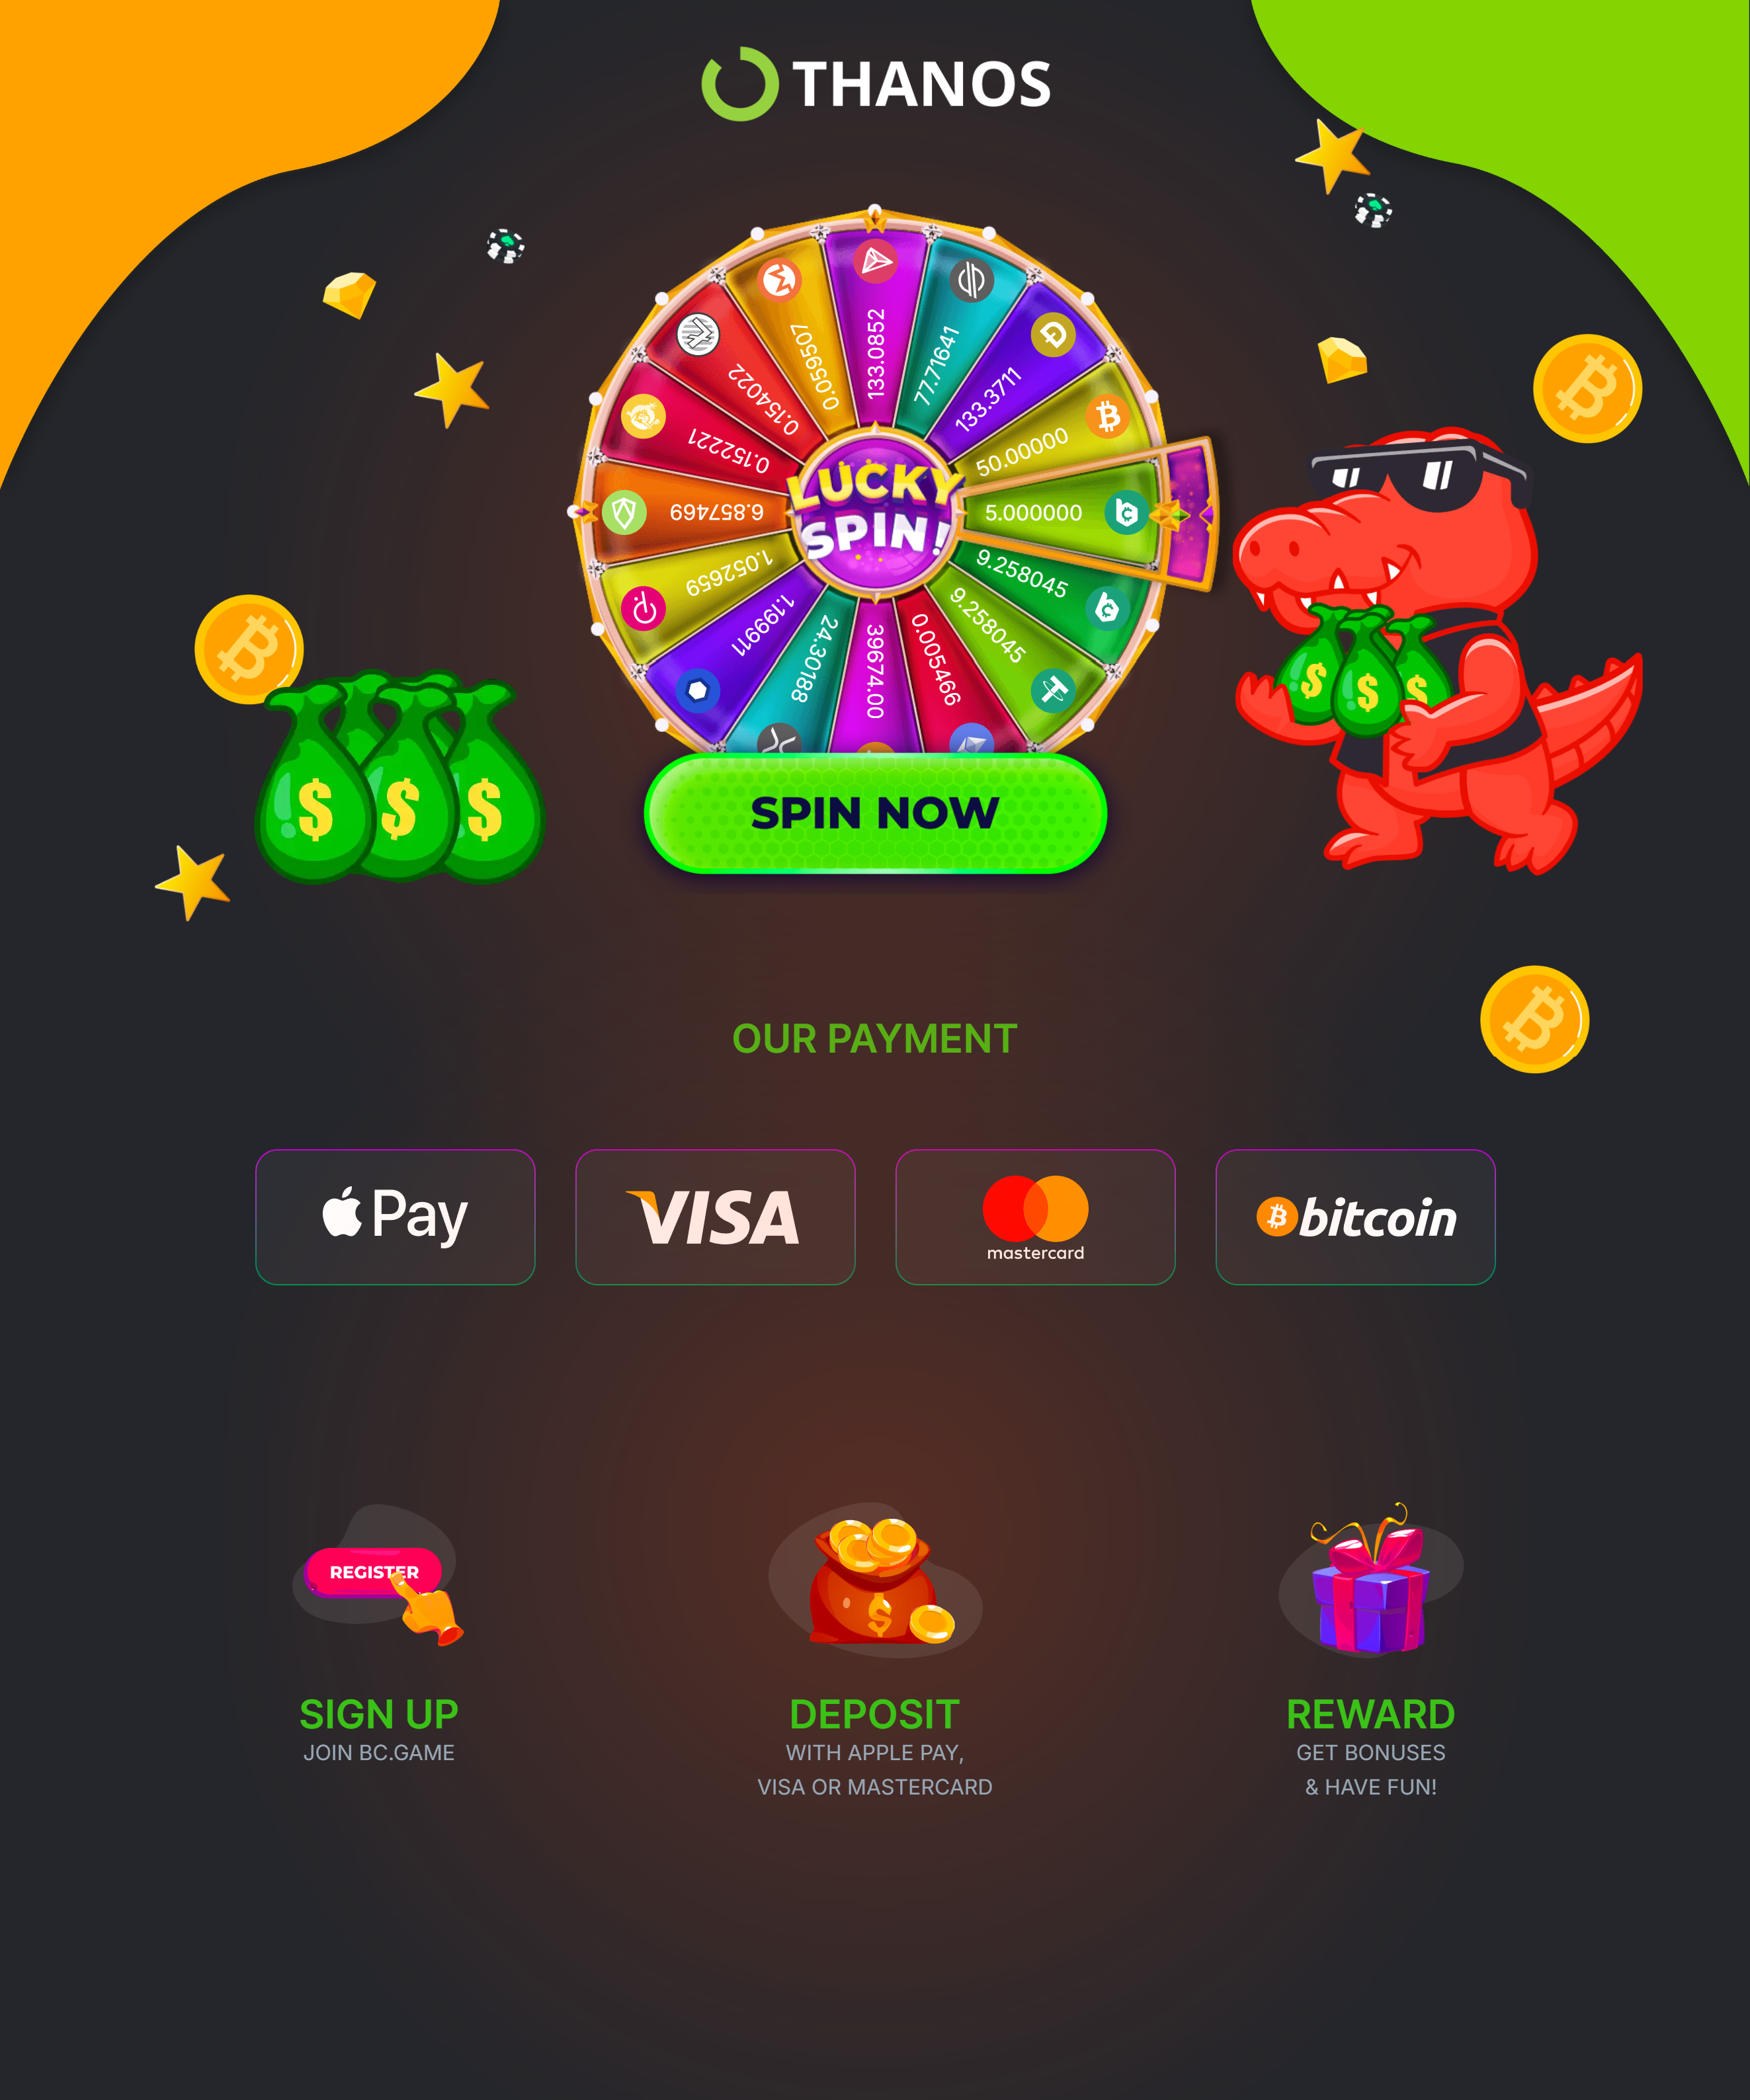 THANOS
133.0852
77.71641
133.3711
50.00000
5.000000
9.258045
9.258045
0.005466
39674.00
24.30188
1.199911
1.052659
6.857469
0.152221
0.154022
0.059507
LUCKY
SPIN!
$ $ $
$ $ $
SPIN NOW
OUR PAYMENT
Pay
VISA
mastercard
bitcoin
REGISTER
$
SIGN UP
JOIN BC.GAME
DEPOSIT
WITH APPLE PAY,
VISA OR MASTERCARD
REWARD
GET BONUSES
& HAVE FUN!